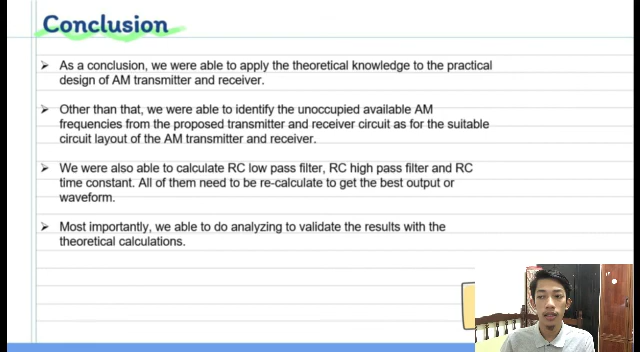 Conclusion
As a conclusion, we were able to apply the theoretical knowledge to the practical
design of AM transmitter and receiver.
Other than that, we were able to identify the unoccupied available AM
frequencies from the proposed transmitter and receiver circuit as for the suitable
circuit layout of the AM transmitter and receiver.
We were also able to calculate RC low pass filter, RC high pass filter and RC
time constant. All of them need to be re-calculate to get the best output or
waveform.
Most importantly, we able to do analyzing to validate the results with the
theoretical calculations.